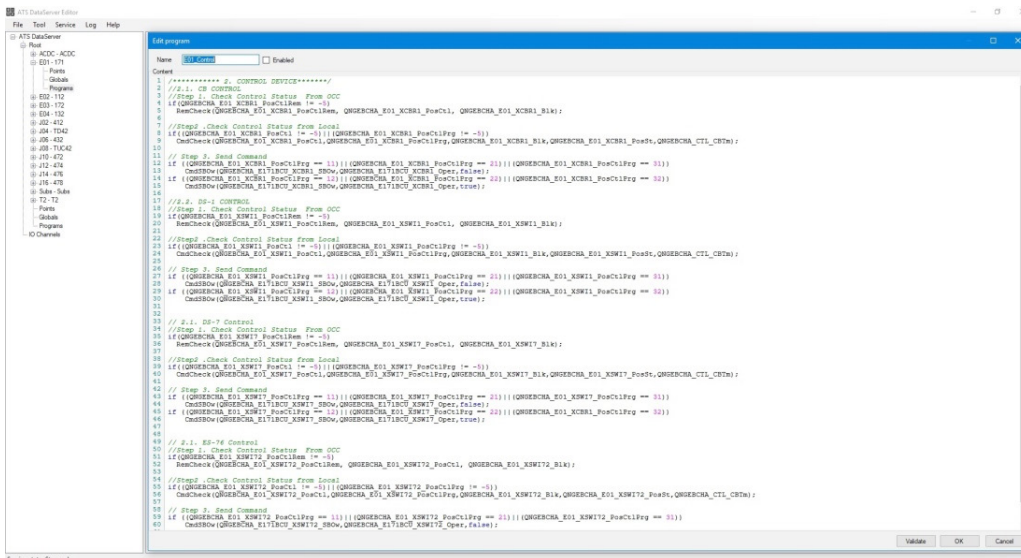 ATS DataServer Editor
File Tool Service Log Help
ATS DataServer
Root
ACDC - ACDC
E01 - 171
Points
Globals
Programs
E02 - 112
E03 - 172
E04 - 132
J02 - 412
J04 - TD42
J06 - 432
J08 - TUC42
J10 - 472
J12 - 474
J14 - 476
J16 - 478
Subs - Subs
T2 - T2
Points
Globals
Programs
IO Channels
Edit program
Name E01_Control Enabled
Content
1 /*********** 2. CONTROL DEVICE*******/
2 //2.1. CB CONTROL
3 //Step 1. Check Control Status From OCC
4 if(QNGEBCHA_E01_XCBR1_PosCtlRem != -5)
5 RemCheck(QNGEBCHA_E01_XCBR1_PosCtlRem, QNGEBCHA_E01_XCBR1_PosCtl, QNGEBCHA_E01_XCBR1_Blk);
6
7 //Step2 .Check Control Status from Local
8 if((QNGEBCHA_E01_XCBR1_PosCtl != -5)||(QNGEBCHA_E01_XCBR1_PosCtlPrg != -5))
9 CmdCheck(QNGEBCHA_E01_XCBR1_PosCtl,QNGEBCHA_E01_XCBR1_PosCtlPrg,QNGEBCHA_E01_XCBR1_Blk,QNGEBCHA_E01_XCBR1_PosSt,QNGEBCHA_CTL_CBTm);
10
11 // Step 3. Send Command
12 if ((QNGEBCHA_E01_XCBR1_PosCtlPrg == 11)||(QNGEBCHA_E01_XCBR1_PosCtlPrg == 21)||(QNGEBCHA_E01_XCBR1_PosCtlPrg == 31))
13 CmdSBOw(QNGEBCHA_E171BCU_XCBR1_SBOw,QNGEBCHA_E171BCU_XCBR1_Oper,false);
14 if ((QNGEBCHA_E01_XCBR1_PosCtlPrg == 12)||(QNGEBCHA_E01_XCBR1_PosCtlPrg == 22)||(QNGEBCHA_E01_XCBR1_PosCtlPrg == 32))
15 CmdSBOw(QNGEBCHA_E171BCU_XCBR1_SBOw,QNGEBCHA_E171BCU_XCBR1_Oper,true);
16
17 //2.2. DS-1 CONTROL
18 //Step 1. Check Control Status From OCC
19 if(QNGEBCHA_E01_XSWI1_PosCtlRem != -5)
20 RemCheck(QNGEBCHA_E01_XSWI1_PosCtlRem, QNGEBCHA_E01_XSWI1_PosCtl, QNGEBCHA_E01_XSWI1_Blk);
21
22 //Step2 .Check Control Status from Local
23 if((QNGEBCHA_E01_XSWI1_PosCtl != -5)||(QNGEBCHA_E01_XSWI1_PosCtlPrg != -5))
24 CmdCheck(QNGEBCHA_E01_XSWI1_PosCtl,QNGEBCHA_E01_XSWI1_PosCtlPrg,QNGEBCHA_E01_XSWI1_Blk,QNGEBCHA_E01_XSWI1_PosSt,QNGEBCHA_CTL_CBTm);
25
26 // Step 3. Send Command
27 if ((QNGEBCHA_E01_XSWI1_PosCtlPrg == 11)||(QNGEBCHA_E01_XSWI1_PosCtlPrg == 21)||(QNGEBCHA_E01_XSWI1_PosCtlPrg == 31))
28 CmdSBOw(QNGEBCHA_E171BCU_XSWI1_SBOw,QNGEBCHA_E171BCU_XSWI1_Oper,false);
29 if ((QNGEBCHA_E01_XSWI1_PosCtlPrg == 12)||(QNGEBCHA_E01_XSWI1_PosCtlPrg == 22)||(QNGEBCHA_E01_XSWI1_PosCtlPrg == 32))
30 CmdSBOw(QNGEBCHA_E171BCU_XSWI1_SBOw,QNGEBCHA_E171BCU_XSWI1_Oper,true);
31
32
33 // 2.1. DS-7 Control
34 //Step 1. Check Control Status From OCC
35 if(QNGEBCHA_E01_XSWI7_PosCtlRem != -5)
36 RemCheck(QNGEBCHA_E01_XSWI7_PosCtlRem, QNGEBCHA_E01_XSWI7_PosCtl, QNGEBCHA_E01_XSWI7_Blk);
37
38 //Step2 .Check Control Status from Local
39 if((QNGEBCHA_E01_XSWI7_PosCtl != -5)||(QNGEBCHA_E01_XSWI7_PosCtlPrg != -5))
40 CmdCheck(QNGEBCHA_E01_XSWI7_PosCtl,QNGEBCHA_E01_XSWI7_PosCtlPrg,QNGEBCHA_E01_XSWI7_Blk,QNGEBCHA_E01_XSWI7_PosSt,QNGEBCHA_CTL_CBTm);
41
42 // Step 3. Send Command
43 if ((QNGEBCHA_E01_XSWI7_PosCtlPrg == 11)||(QNGEBCHA_E01_XSWI7_PosCtlPrg == 21)||(QNGEBCHA_E01_XSWI7_PosCtlPrg == 31))
44 CmdSBOw(QNGEBCHA_E171BCU_XSWI7_SBOw,QNGEBCHA_E171BCU_XSWI7_Oper,false);
45 if ((QNGEBCHA_E01_XSWI7_PosCtlPrg == 12)||(QNGEBCHA_E01_XSWI7_PosCtlPrg == 22)||(QNGEBCHA_E01_XCBR1_PosCtlPrg == 32))
46 CmdSBOw(QNGEBCHA_E171BCU_XSWI7_SBOw,QNGEBCHA_E171BCU_XSWI7_Oper,true);
47
48
49 // 2.1. ES-76 Control
50 //Step 1. Check Control Status From OCC
51 if(QNGEBCHA_E01_XSWI72_PosCtlRem != -5)
52 RemCheck(QNGEBCHA_E01_XSWI72_PosCtlRem, QNGEBCHA_E01_XSWI72_PosCtl, QNGEBCHA_E01_XSWI72_Blk);
53
54 //Step2 .Check Control Status from Local
55 if((QNGEBCHA_E01_XSWI72_PosCtl != -5)||(QNGEBCHA_E01_XSWI72_PosCtlPrg != -5))
56 CmdCheck(QNGEBCHA_E01_XSWI72_PosCtl,QNGEBCHA_E01_XSWI72_PosCtlPrg,QNGEBCHA_E01_XSWI72_Blk,QNGEBCHA_E01_XSWI72_PosSt,QNGEBCHA_CTL_CBTm);
57
58 // Step 3. Send Command
59 if ((QNGEBCHA_E01_XSWI72_PosCtlPrg == 11)||(QNGEBCHA_E01_XSWI72_PosCtlPrg == 21)||(QNGEBCHA_E01_XSWI72_PosCtlPrg == 31))
60 CmdSBOw(QNGEBCHA_E171BCU_XSWI72_SBOw,QNGEBCHA_E171BCU_XSWI72_Oper,false);
Validate OK Cancel